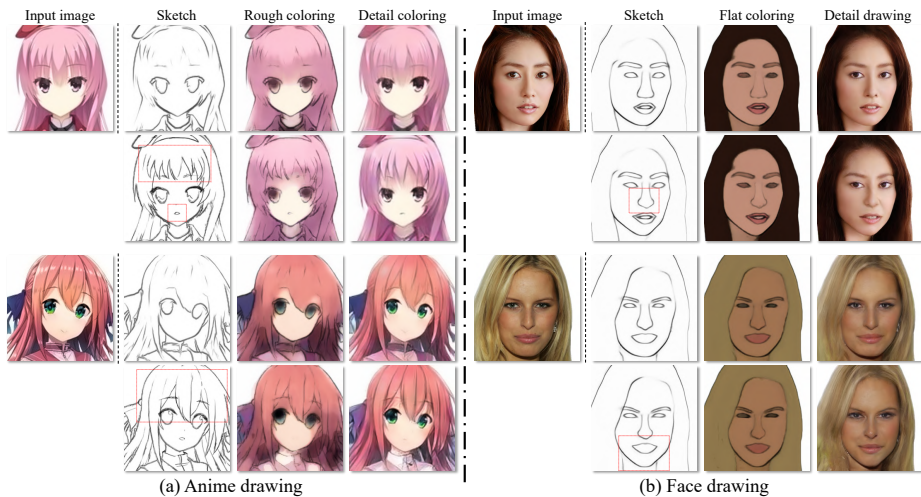 Input image Sketch Rough coloring Detail coloring Input image Sketch Flat coloring Detail drawing
(a) Anime drawing (b) Face drawing